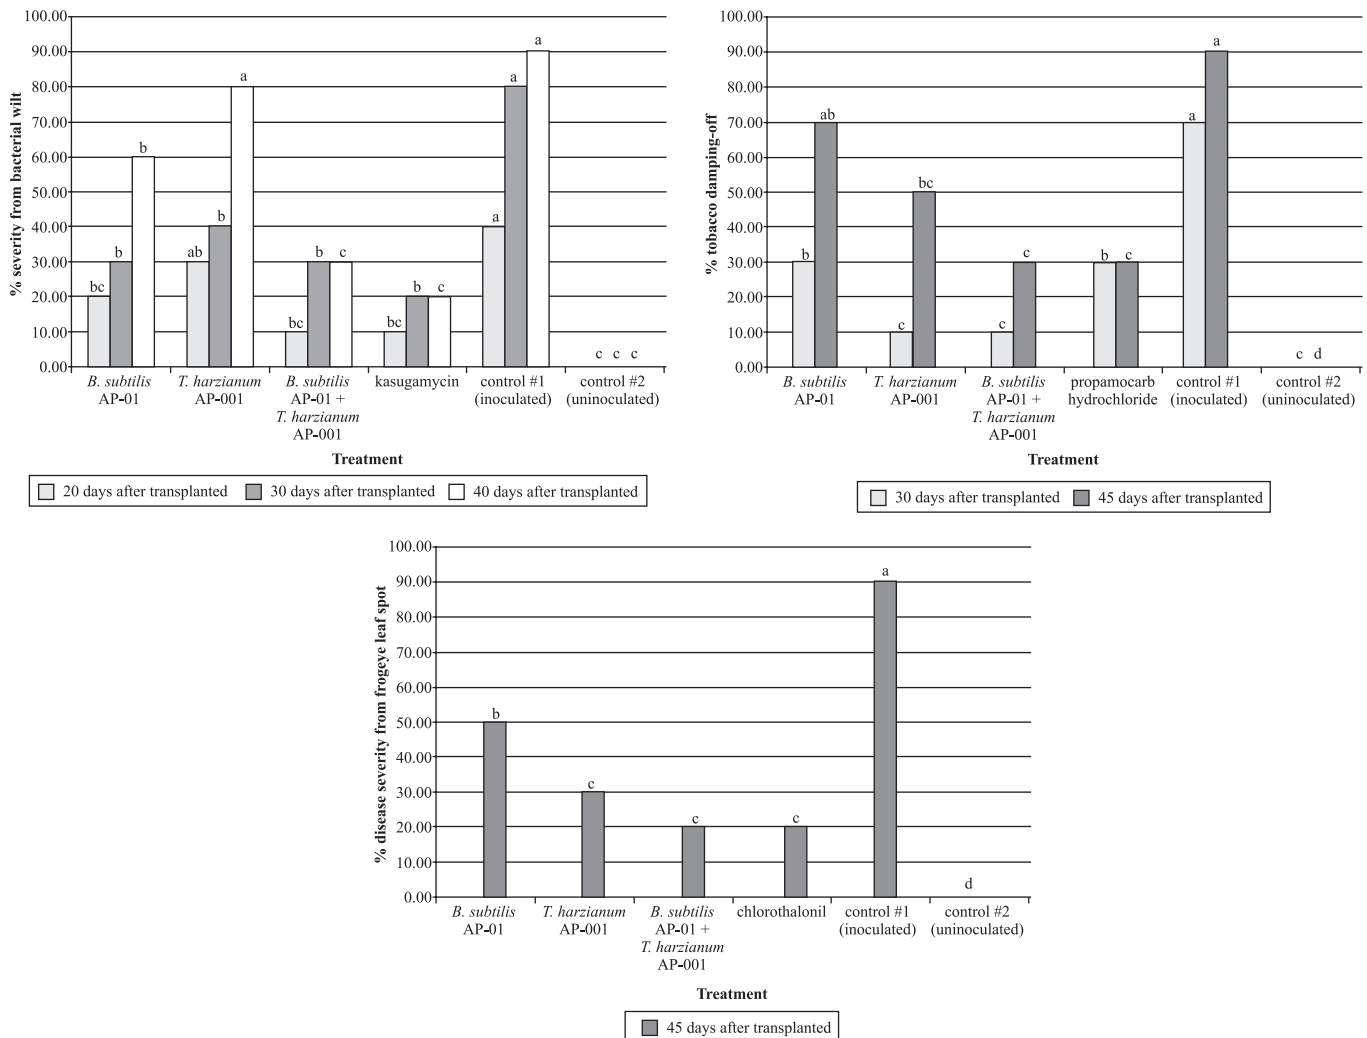 % severity from bacterial wilt
100.00
90.00
80.00
70.00
60.00
50.00
40.00
30.00
20.00
10.00
0.00
bc b b
ab b a
bc b c
bc b c
a a a
c c c
B. subtilis
AP-01
T. harzianum
AP-001
B. subtilis
AP-01 +
T. harzianum
AP-001
kasugamycin
control #1
(inoculated)
control #2
(uninoculated)
Treatment
20 days after transplanted 30 days after transplanted 40 days after transplanted
% tobacco damping-off
100.00
90.00
80.00
70.00
60.00
50.00
40.00
30.00
20.00
10.00
0.00
b ab
c bc
c c
b c
a a
c d
B. subtilis
AP-01
T. harzianum
AP-001
B. subtilis
AP-01 +
T. harzianum
AP-001
propamocarb
hydrochloride
control #1
(inoculated)
control #2
(uninoculated)
Treatment
30 days after transplanted 45 days after transplanted
% disease severity from frogeye leaf spot
100.00
90.00
80.00
70.00
60.00
50.00
40.00
30.00
20.00
10.00
0.00
b
c
c
c
a
d
B. subtilis
AP-01
T. harzianum
AP-001
B. subtilis
AP-01 +
T. harzianum
AP-001
chlorothalonil
control #1
(inoculated)
control #2
(uninoculated)
Treatment
45 days after transplanted